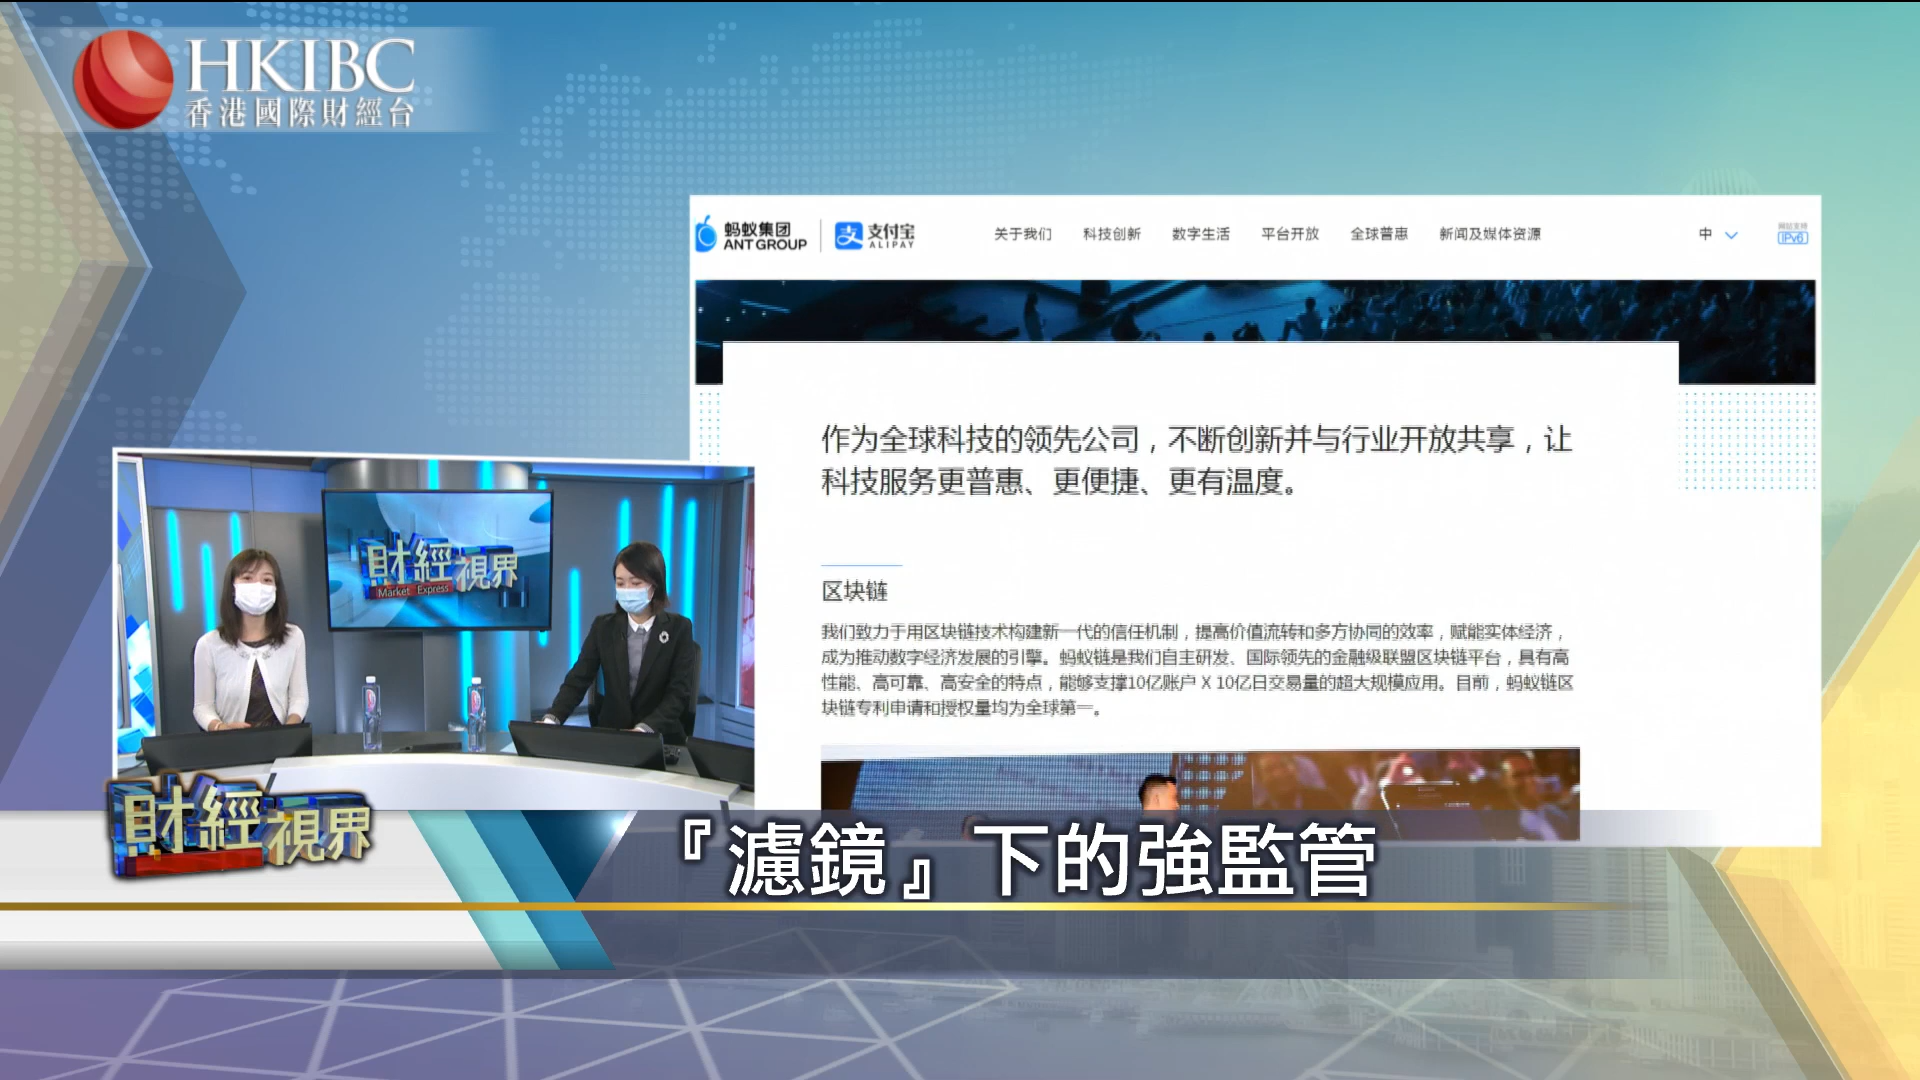 HKIBC
香港國際財經台
蚂蚁集团
ANT GROUP
支付宝
ALIPAY
关于我们 科技创新 数字生活 平台开放 全球普惠 新闻及媒体资源
中
网站支持
IPv6
作为全球科技的领先公司，不断创新并与行业开放共享，让
科技服务更普惠、更便捷、更有温度。
区块链
我们致力于用区块链技术构建新一代的信任机制，提高价值流转和多方协同的效率，赋能实体经济，
成为推动数字经济发展的引擎。蚂蚁链是我们自主研发、国际领先的金融级联盟区块链平台，具有高
性能、高可靠、高安全的特点，能够支撑10亿账户 X 10亿日交易量的超大规模应用。目前，蚂蚁链区
块链专利申请和授权量均为全球第一。
財經視界
Market Express
財經視界
『濾鏡』下的強監管